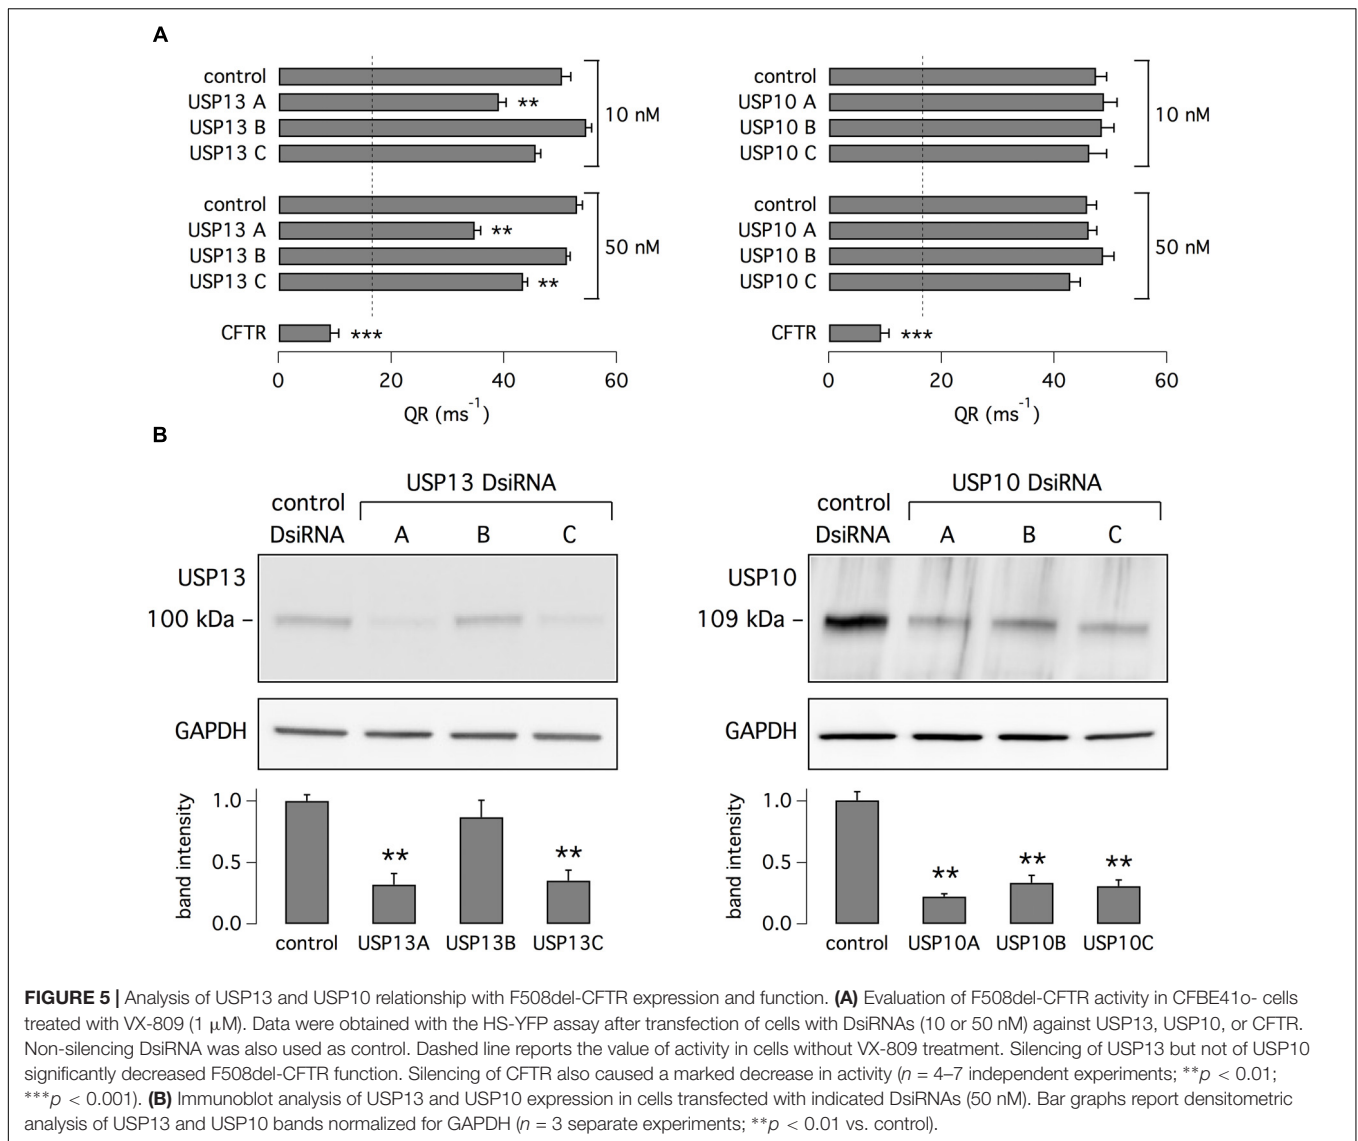 A
control
USP13 A **
USP13 B
USP13 C
10 nM
control
USP13 A **
USP13 B
USP13 C **
50 nM
CFTR ***
0 20 40 60
QR (ms⁻¹)
control
USP10 A
USP10 B
USP10 C
10 nM
control
USP10 A
USP10 B
USP10 C
50 nM
CFTR ***
0 20 40 60
QR (ms⁻¹)
B
USP13 DsiRNA
control
DsiRNA A B C
USP13
100 kDa –
GAPDH
band intensity
1.0
0.5
0.0
** **
control USP13A USP13B USP13C
USP10 DsiRNA
control
DsiRNA A B C
USP10
109 kDa –
GAPDH
band intensity
1.0
0.5
0.0
** ** **
control USP10A USP10B USP10C
FIGURE 5 | Analysis of USP13 and USP10 relationship with F508del-CFTR expression and function. (A) Evaluation of F508del-CFTR activity in CFBE41o- cells
treated with VX-809 (1 μM). Data were obtained with the HS-YFP assay after transfection of cells with DsiRNAs (10 or 50 nM) against USP13, USP10, or CFTR.
Non-silencing DsiRNA was also used as control. Dashed line reports the value of activity in cells without VX-809 treatment. Silencing of USP13 but not of USP10
significantly decreased F508del-CFTR function. Silencing of CFTR also caused a marked decrease in activity (n = 4–7 independent experiments; **p < 0.01;
***p < 0.001). (B) Immunoblot analysis of USP13 and USP10 expression in cells transfected with indicated DsiRNAs (50 nM). Bar graphs report densitometric
analysis of USP13 and USP10 bands normalized for GAPDH (n = 3 separate experiments; **p < 0.01 vs. control).